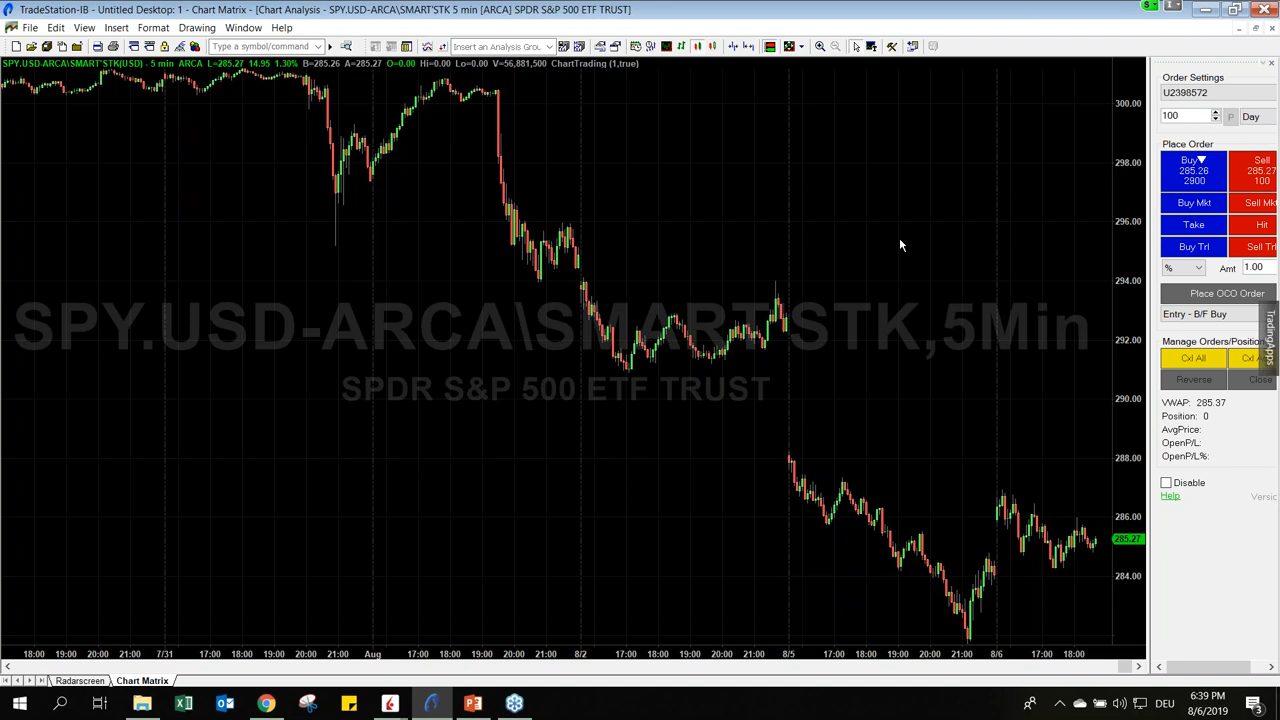 TradeStation-IB - Untitled Desktop: 1 - Chart Matrix - [Chart Analysis - SPY.USD-ARCA\SMART'STK 5 min [ARCA] SPDR S&P 500 ETF TRUST]
File Edit View Insert Format Drawing Window Help
Type a symbol/command
Insert an Analysis Group...
SPY.USD-ARCA\SMART'STK(USD) - 5 min ARCA L=285.27 14.95 1.30% B=285.26 A=285.27 O=0.00 Hi=0.00 Lo=0.00 V=56,881,500 ChartTrading (1,true)
300.00
298.00
296.00
294.00
292.00
290.00
288.00
286.00
285.27
284.00
SPY.USD-ARCA\SMART'STK,5Min
SPDR S&P 500 ETF TRUST
18:00 19:00 20:00 21:00 7/31 17:00 18:00 19:00 20:00 21:00 Aug 17:00 18:00 19:00 20:00 21:00 8/2 17:00 18:00 19:00 20:00 21:00 8/5 17:00 18:00 19:00 20:00 21:00 8/6 17:00 18:00
Order Settings
U2398572
100 P Day
Place Order
Buy Sell
285.26 285.27
2900 100
Buy Mkt Sell Mkt
Take Hit
Buy Trl Sell Trl
% Amt 1.00
Place OCO Order
Entry - B/F Buy
TradingApps
Manage Orders/Position
Cxl All Cxl A
Reverse Close
VWAP: 285.37
Position: 0
AvgPrice:
OpenP/L:
OpenP/L%:
Disable
Help Versic
Radarscreen Chart Matrix
DEU
6:39 PM
8/6/2019
3